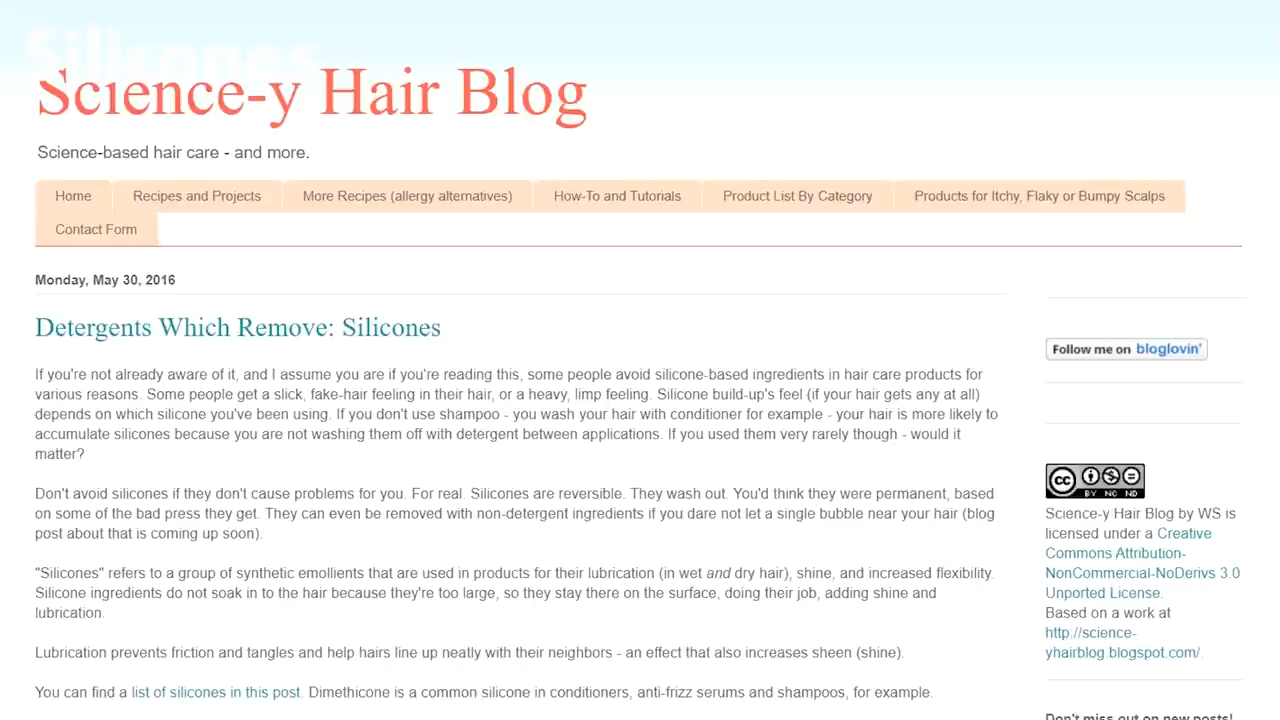 Silicones
Science-y Hair Blog
Science-based hair care - and more.
Home Recipes and Projects More Recipes (allergy alternatives) How-To and Tutorials Product List By Category Products for Itchy, Flaky or Bumpy Scalps
Contact Form
Monday, May 30, 2016
Detergents Which Remove: Silicones
If you're not already aware of it, and I assume you are if you're reading this, some people avoid silicone-based ingredients in hair care products for
various reasons. Some people get a slick, fake-hair feeling in their hair, or a heavy, limp feeling. Silicone build-up's feel (if your hair gets any at all)
depends on which silicone you've been using. If you don't use shampoo - you wash your hair with conditioner for example - your hair is more likely to
accumulate silicones because you are not washing them off with detergent between applications. If you used them very rarely though - would it
matter?
Don't avoid silicones if they don't cause problems for you. For real. Silicones are reversible. They wash out. You'd think they were permanent, based
on some of the bad press they get. They can even be removed with non-detergent ingredients if you dare not let a single bubble near your hair (blog
post about that is coming up soon).
"Silicones" refers to a group of synthetic emollients that are used in products for their lubrication (in wet and dry hair), shine, and increased flexibility.
Silicone ingredients do not soak in to the hair because they're too large, so they stay there on the surface, doing their job, adding shine and
lubrication.
Lubrication prevents friction and tangles and help hairs line up neatly with their neighbors - an effect that also increases sheen (shine).
You can find a list of silicones in this post. Dimethicone is a common silicone in conditioners, anti-frizz serums and shampoos, for example.
Follow me on bloglovin'
cc BY NC ND
Science-y Hair Blog by WS is
licensed under a Creative
Commons Attribution-
NonCommercial-NoDerivs 3.0
Unported License.
Based on a work at
http://science-
yhairblog.blogspot.com/.
Don't miss out on new posts!